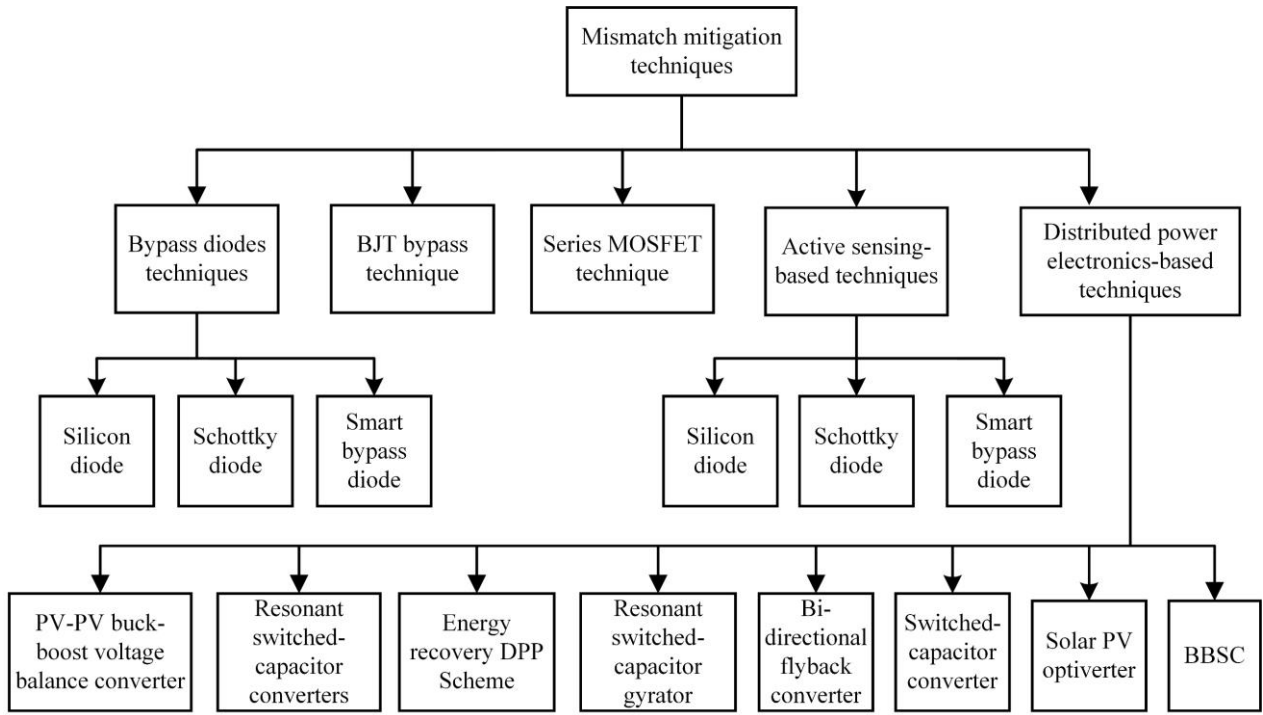 Mismatch mitigation
techniques
Bypass diodes
techniques
BJT bypass
technique
Series MOSFET
technique
Active sensing-
based techniques
Distributed power
electronics-based
techniques
Silicon
diode
Schottky
diode
Smart
bypass
diode
Silicon
diode
Schottky
diode
Smart
bypass
diode
PV-PV buck-
boost voltage
balance converter
Resonant
switched-
capacitor
converters
Energy
recovery DPP
Scheme
Resonant
switched-
capacitor
gyrator
Bi-
directional
flyback
converter
Switched-
capacitor
converter
Solar PV
optiverter
BBSC